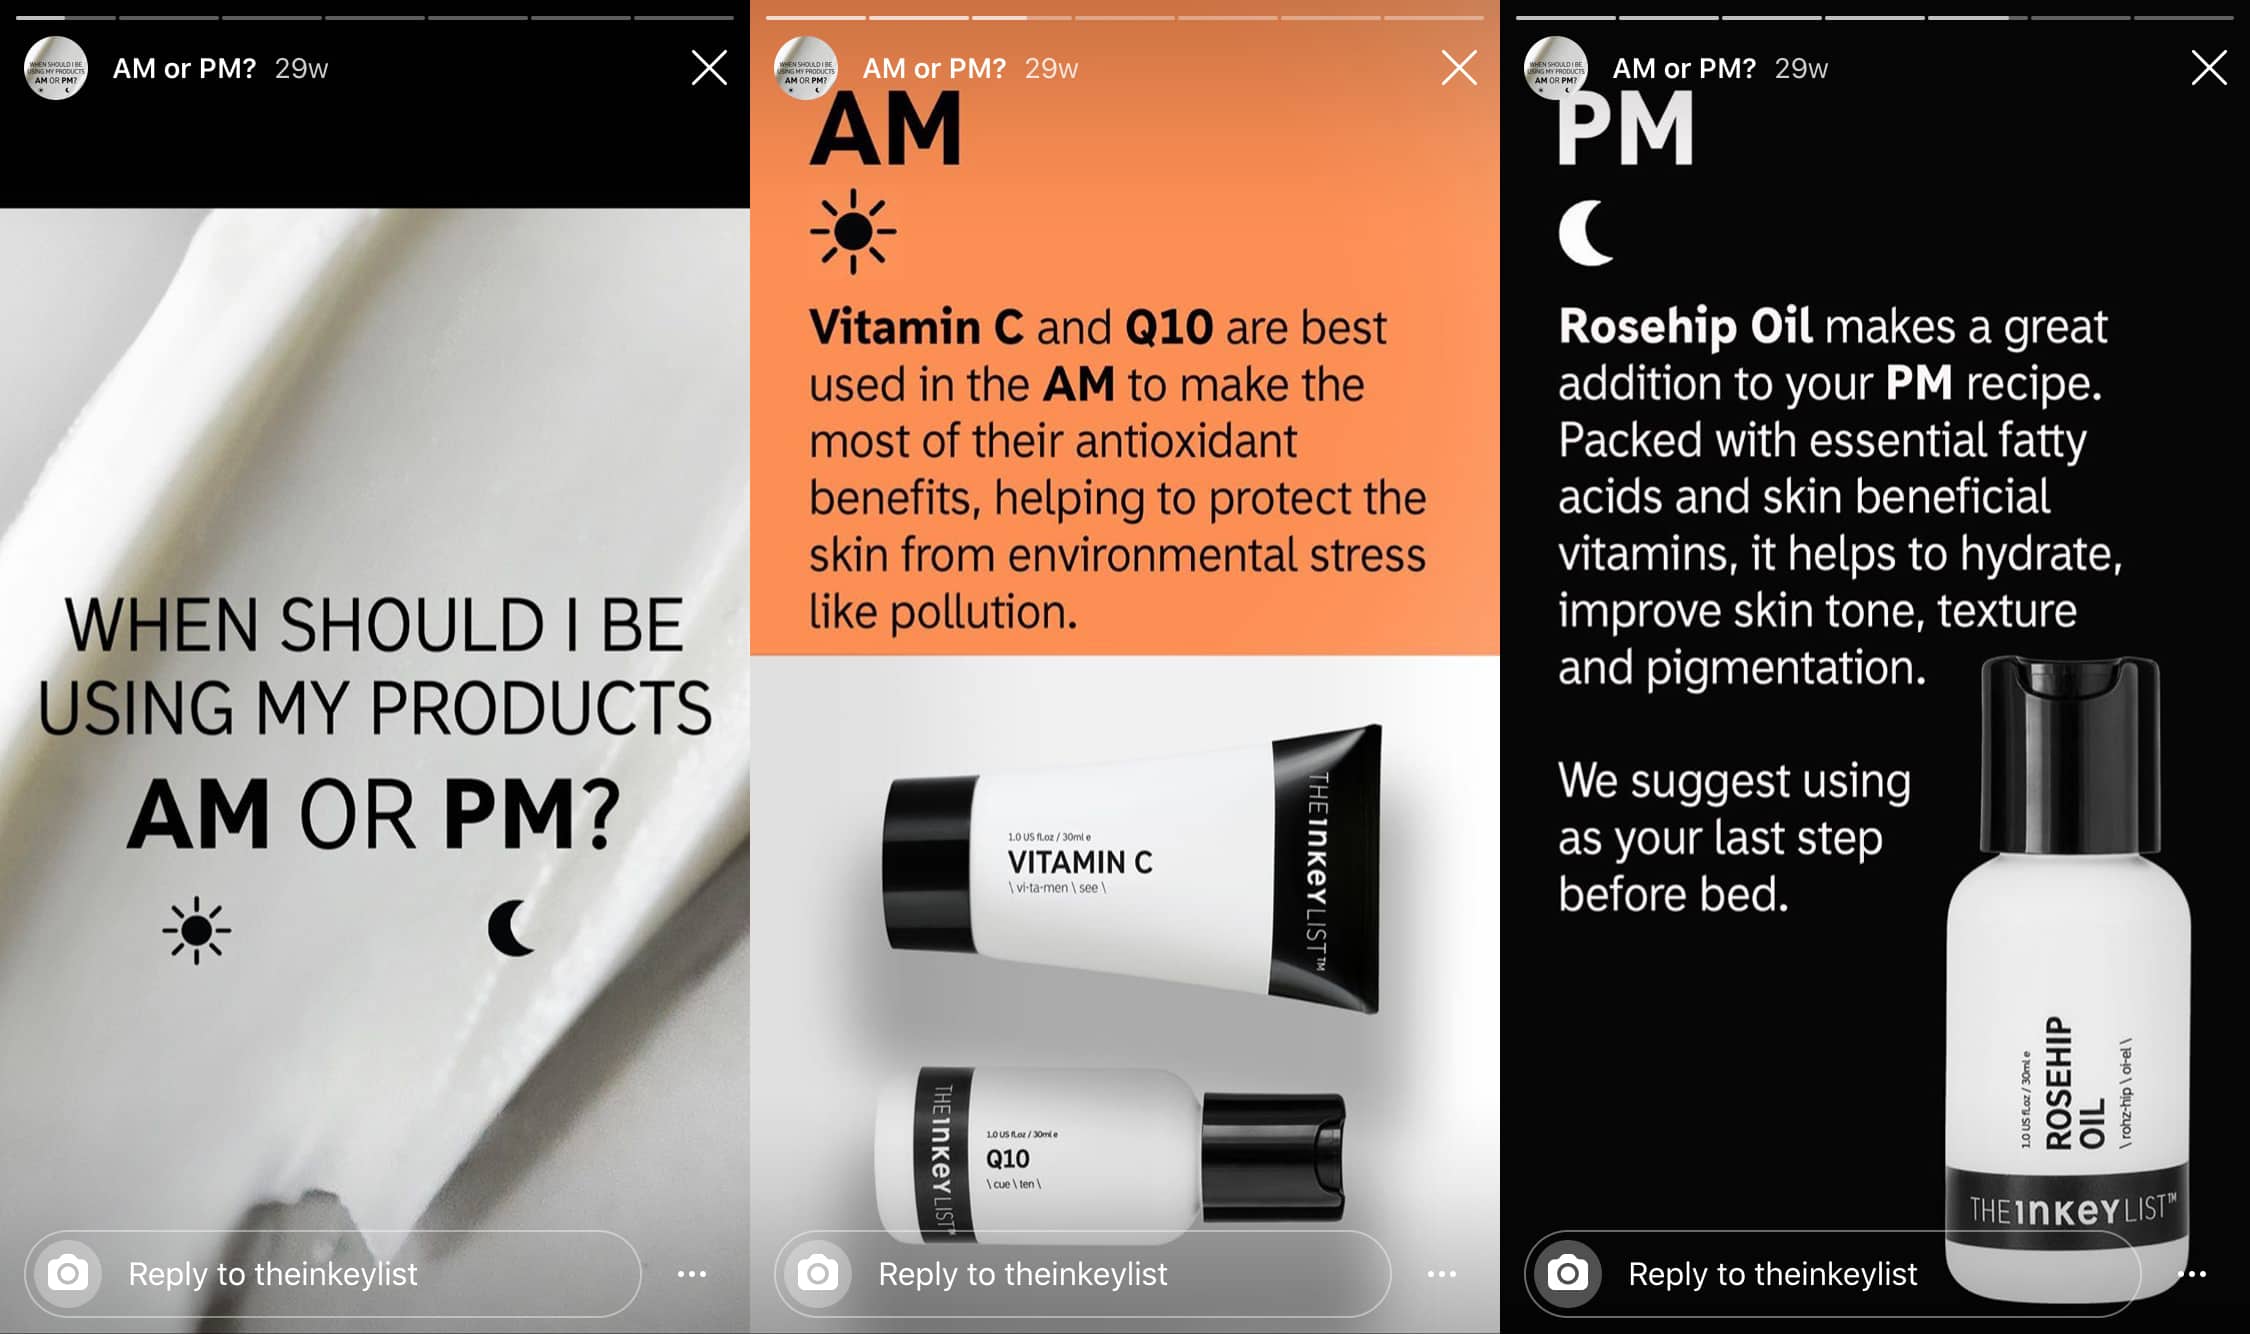 AM or PM? 29w
WHEN SHOULD I BE
USING MY PRODUCTS
AM OR PM?
WHEN SHOULD I BE
USING MY PRODUCTS
AM OR PM?
Reply to theinkeylist
AM or PM? 29w
WHEN SHOULD I BE
USING MY PRODUCTS
AM OR PM?
AM
Vitamin C and Q10 are best
used in the AM to make the
most of their antioxidant
benefits, helping to protect the
skin from environmental stress
like pollution.
1.0 US fl.oz / 30ml e
VITAMIN C
\ vi-ta-men \ see \
THE INKEY LIST™
THE INKEY LIST™
1.0 US fl.oz / 30ml e
Q10
\ cue \ ten \
Reply to theinkeylist
AM or PM? 29w
WHEN SHOULD I BE
USING MY PRODUCTS
AM OR PM?
PM
Rosehip Oil makes a great
addition to your PM recipe.
Packed with essential fatty
acids and skin beneficial
vitamins, it helps to hydrate,
improve skin tone, texture
and pigmentation.
We suggest using
as your last step
before bed.
1.0 US fl.oz / 30ml e
ROSEHIP
OIL
\ rohz-hip \ oi-el \
THE INKEY LIST™
Reply to theinkeylist